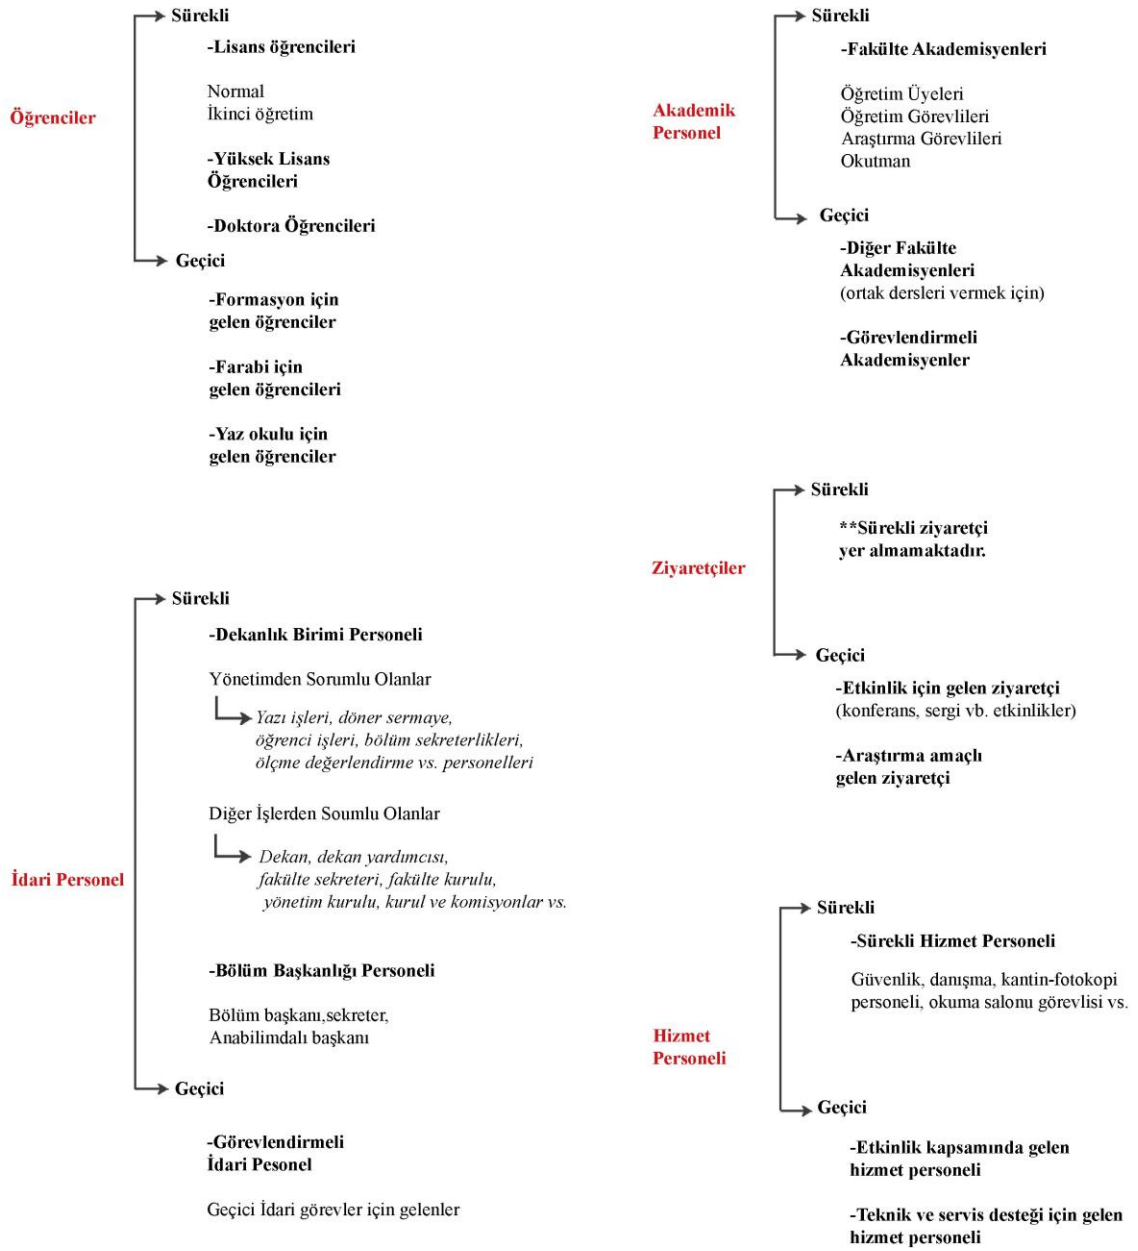 Öğrenciler
Sürekli
-Lisans öğrencileri
Normal
İkinci öğretim
-Yüksek Lisans
Öğrencileri
-Doktora Öğrencileri
Geçici
-Formasyon için
gelen öğrenciler
-Farabi için
gelen öğrencileri
-Yaz okulu için
gelen öğrenciler
İdari Personel
Sürekli
-Dekanlık Birimi Personeli
Yönetimden Sorumlu Olanlar
Yazı işleri, döner sermaye,
öğrenci işleri, bölüm sekreterlikleri,
ölçme değerlendirme vs. personelleri
Diğer İşlerden Soumlu Olanlar
Dekan, dekan yardımcısı,
fakülte sekreteri, fakülte kurulu,
yönetim kurulu, kurul ve komisyonlar vs.
-Bölüm Başkanlığı Personeli
Bölüm başkanı,sekreter,
Anabilimdalı başkanı
Geçici
-Görevlendirmeli
İdari Pesonel
Geçici İdari görevler için gelenler
Akademik
Personel
Sürekli
-Fakülte Akademisyenleri
Öğretim Üyeleri
Öğretim Görevlileri
Araştırma Görevlileri
Okutman
Geçici
-Diğer Fakülte
Akademisyenleri
(ortak dersleri vermek için)
-Görevlendirmeli
Akademisyenler
Ziyaretçiler
Sürekli
**Sürekli ziyaretçi
yer almamaktadır.
Geçici
-Etkinlik için gelen ziyaretçi
(konferans, sergi vb. etkinlikler)
-Araştırma amaçlı
gelen ziyaretçi
Hizmet
Personeli
Sürekli
-Sürekli Hizmet Personeli
Güvenlik, danışma, kantin-fotokopi
personeli, okuma salonu görevlisi vs.
Geçici
-Etkinlik kapsamında gelen
hizmet personeli
-Teknik ve servis desteği için gelen
hizmet personeli